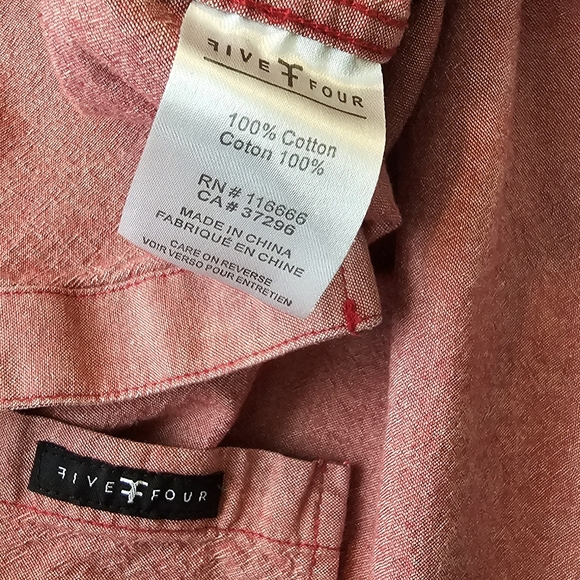 FIVE FOUR
100% Cotton
Coton 100%
RN # 116666
CA# 37296
MADE IN CHINA
FABRIQUÉ EN CHINE
CARE ON REVERSE
VOIR VERSO POUR ENTRETIEN
FIVE FOUR